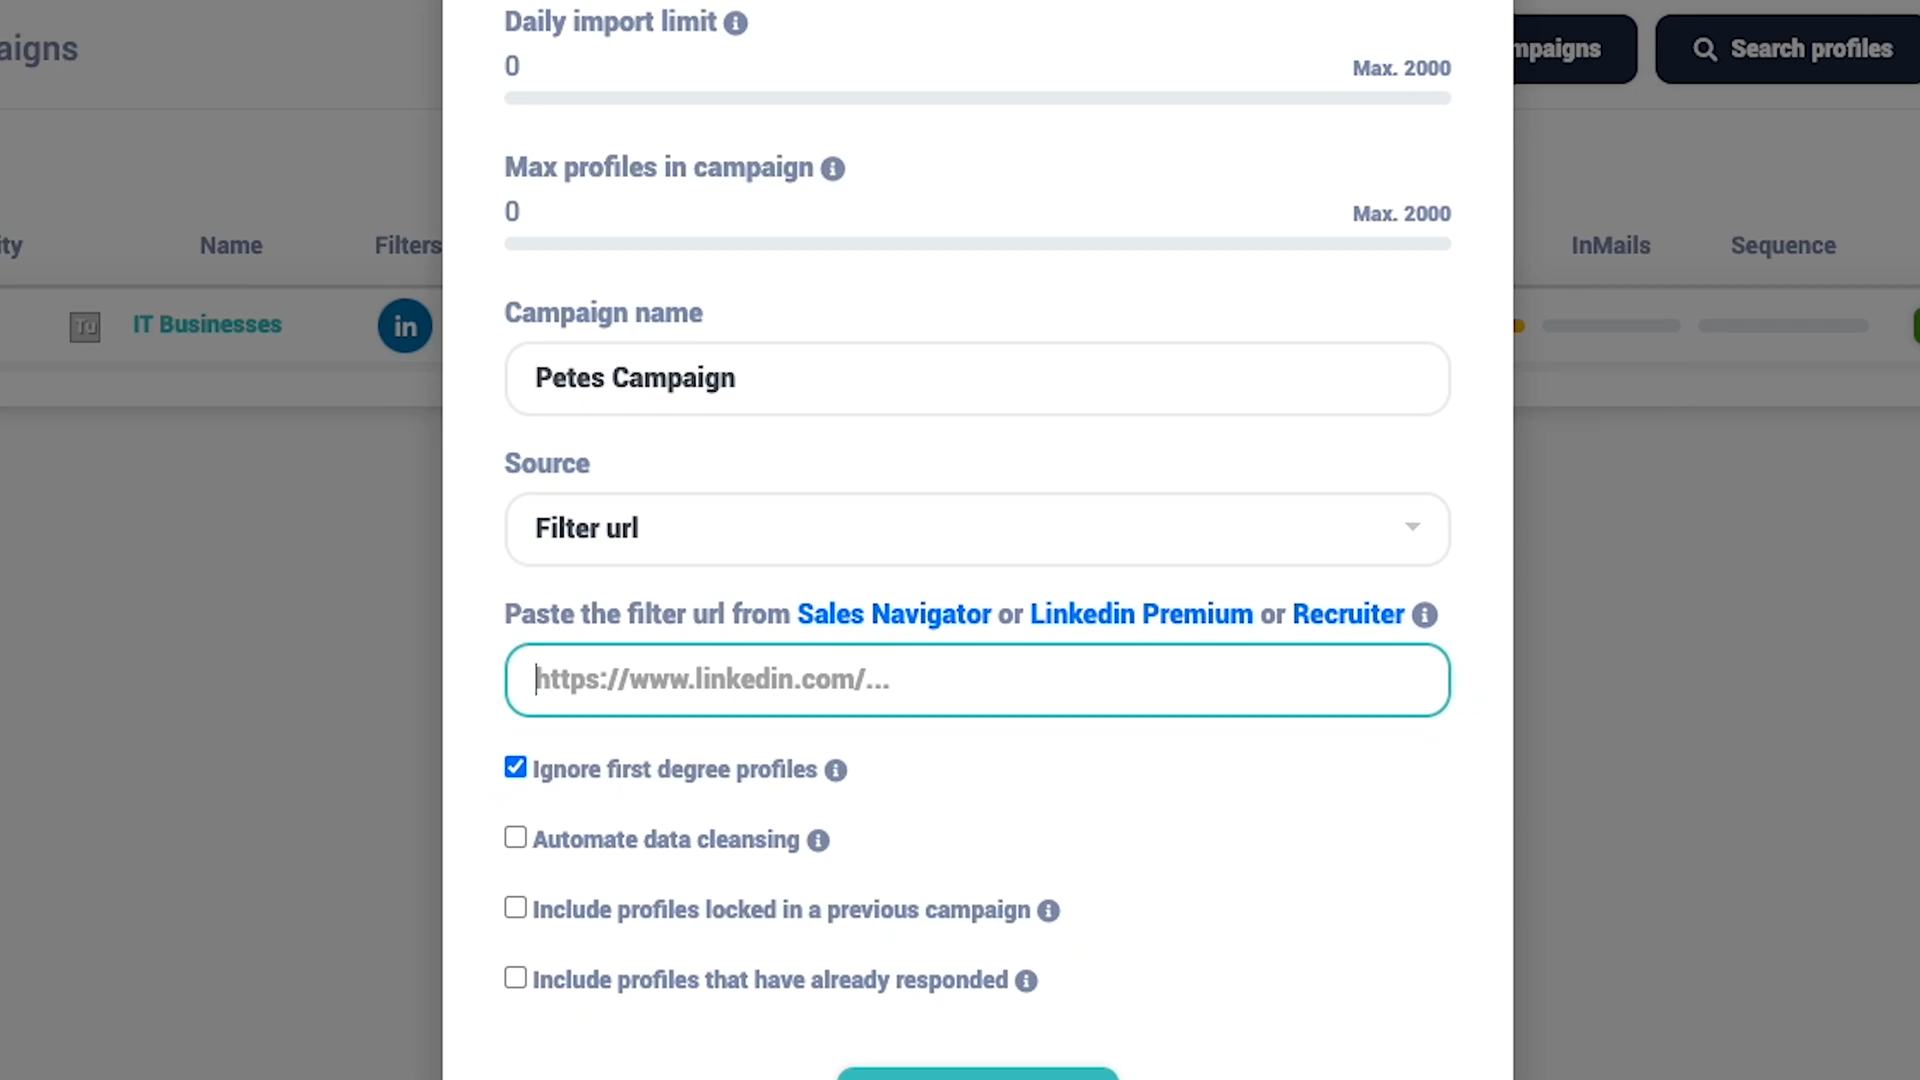 Daily import limit
0
Max. 2000
Max profiles in campaign
0
Max. 2000
Campaign name
Petes Campaign
Source
Filter url
Paste the filter url from Sales Navigator or Linkedin Premium or Recruiter
https://www.linkedin.com/...
Ignore first degree profiles
Automate data cleansing
Include profiles locked in a previous campaign
Include profiles that have already responded
aigns
mpaigns
Search profiles
ity
Name
Filters
InMails
Sequence
Tu
IT Businesses
in